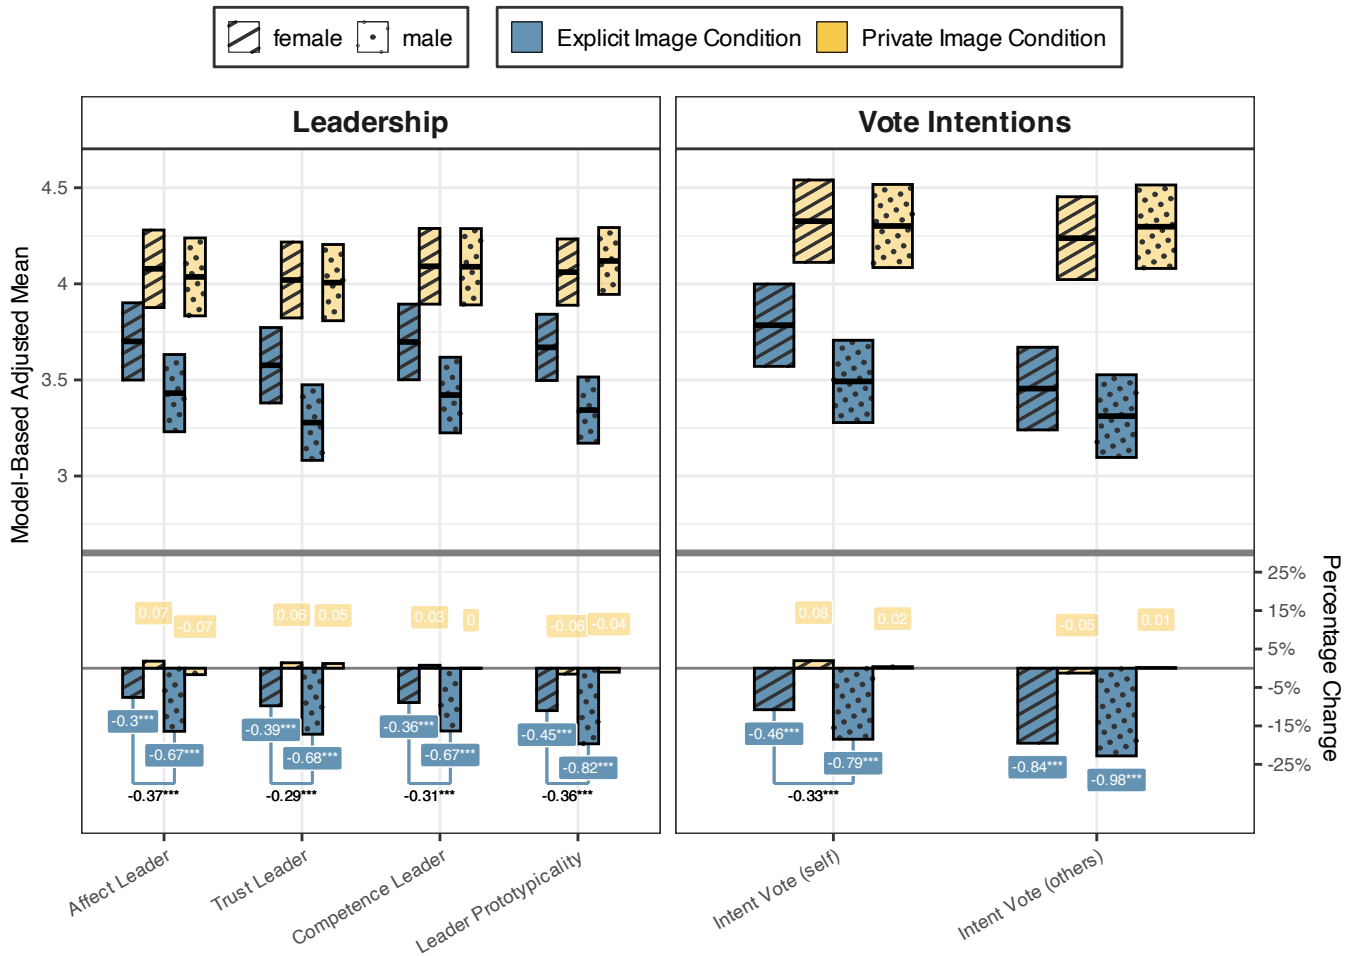 female male Explicit Image Condition Private Image Condition
Leadership Vote Intentions
Model-Based Adjusted Mean
4.5
4
3.5
3
Percentage Change
25%
15%
5%
-5%
-15%
-25%
0.07 -0.07 0.06 0.05 0.03 0 -0.06 -0.04 0.08 0.02 -0.05 0.01
-0.3*** -0.67*** -0.39*** -0.68*** -0.36*** -0.67*** -0.45*** -0.82*** -0.46*** -0.79*** -0.84*** -0.98***
-0.37*** -0.29*** -0.31*** -0.36*** -0.33***
Affect Leader
Trust Leader
Competence Leader
Leader Prototypicality
Intent Vote (self)
Intent Vote (others)